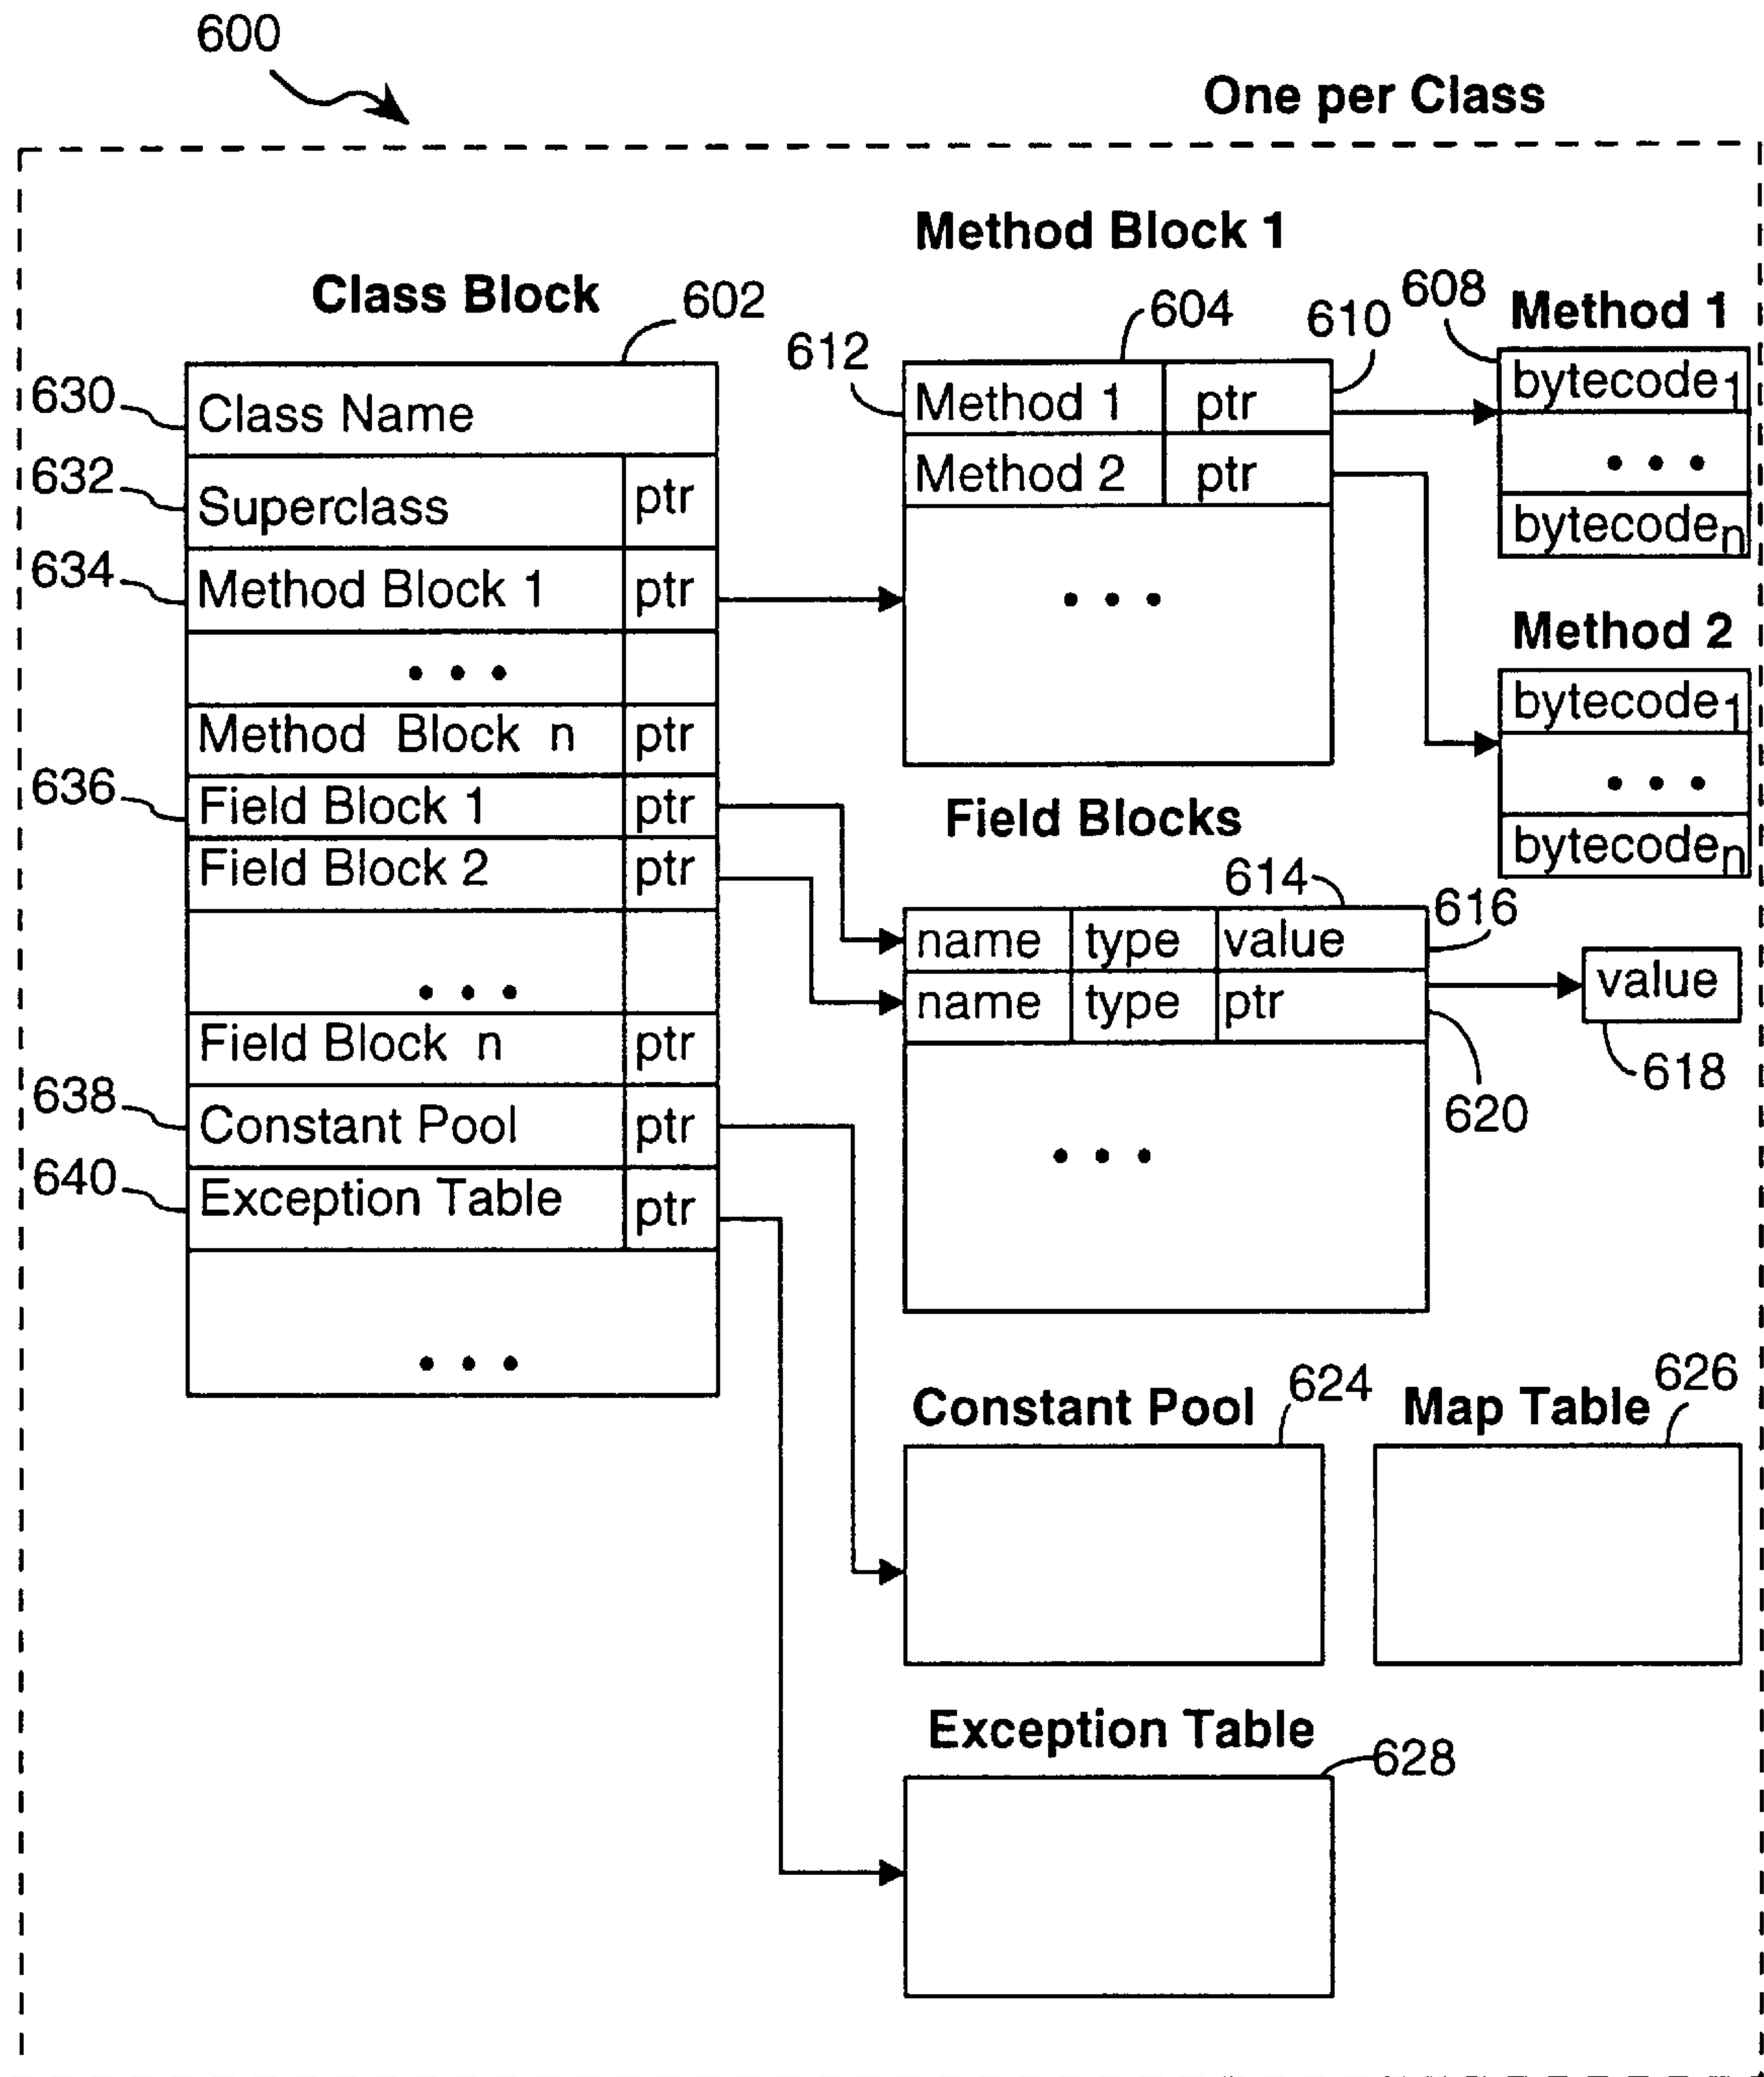 600
One per Class
Class Block
602
630
Class Name
632
Superclass ptr
634
Method Block 1 ptr
• • •
Method Block n ptr
636
Field Block 1 ptr
Field Block 2 ptr
• • •
Field Block n ptr
638
Constant Pool ptr
640
Exception Table ptr
• • •
Method Block 1
604
610
612
Method 1 ptr
Method 2 ptr
• • •
608
Method 1
bytecode1
• • •
bytecoden
Method 2
bytecode1
• • •
bytecoden
Field Blocks
614
616
name type value
name type ptr
620
• • •
value
618
Constant Pool
624
Map Table
626
Exception Table
628